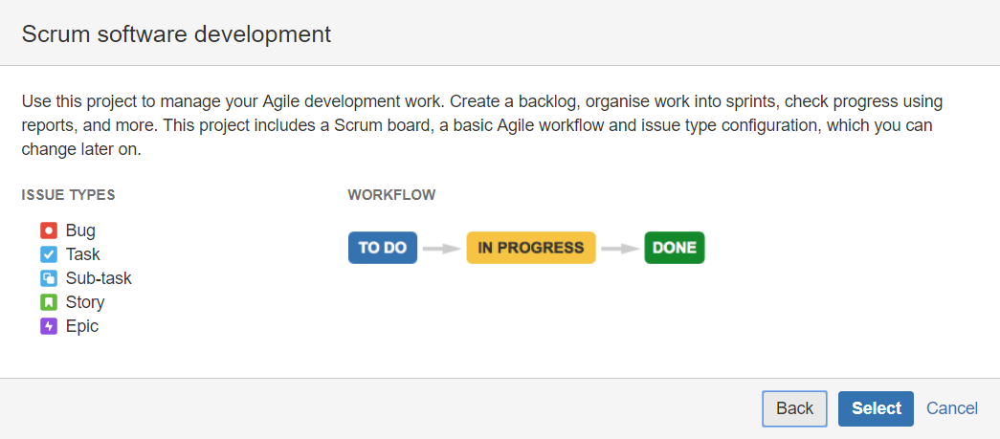 Scrum software development
Use this project to manage your Agile development work. Create a backlog, organise work into sprints, check progress using
reports, and more. This project includes a Scrum board, a basic Agile workflow and issue type configuration, which you can
change later on.
ISSUE TYPES
Bug
Task
Sub-task
Story
Epic
WORKFLOW
TO DO IN PROGRESS DONE
Back Select Cancel